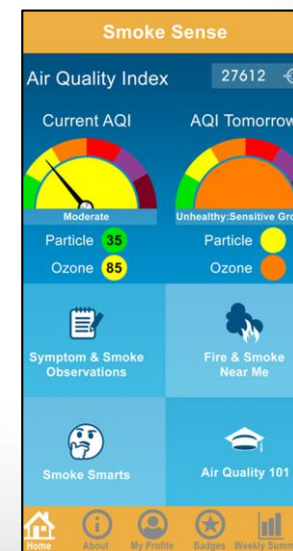 Smoke Sense
Air Quality Index
27612
Current AQI
AQI Tomorrow
Moderate
Unhealthy:Sensitive Gro
Particle 35
Particle
Ozone 85
Ozone
Symptom & Smoke
Observations
Fire & Smoke
Near Me
Smoke Smarts
Air Quality 101
Home
About
My Profile
Badges
Weekly Summ